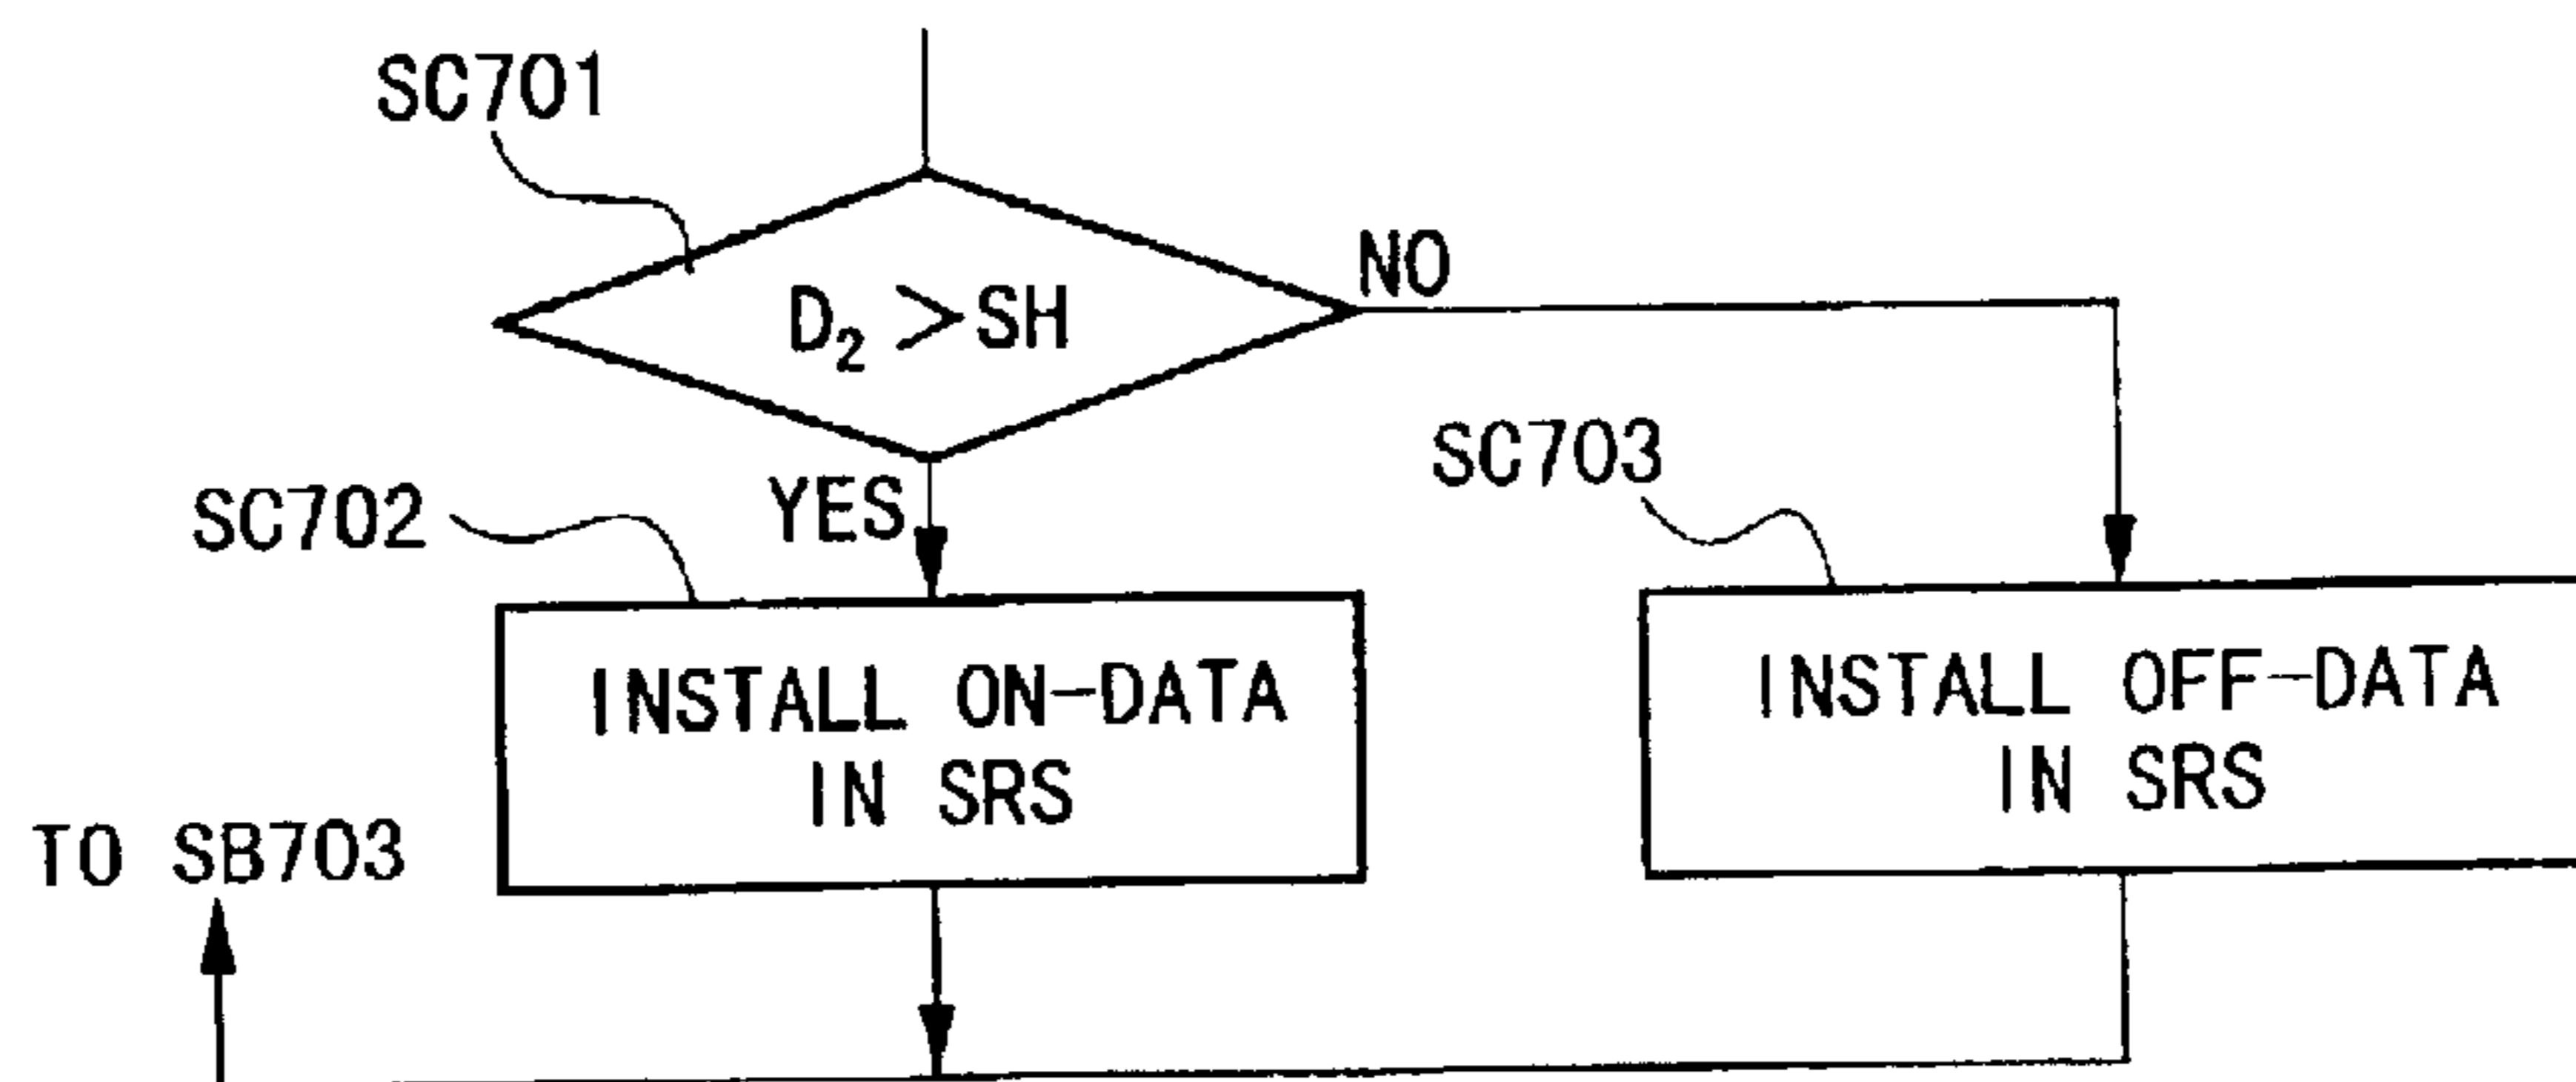 SC701
D₂ >SH
NO
YES
SC702
SC703
INSTALL ON-DATA
IN SRS
INSTALL OFF-DATA
IN SRS
TO SB703